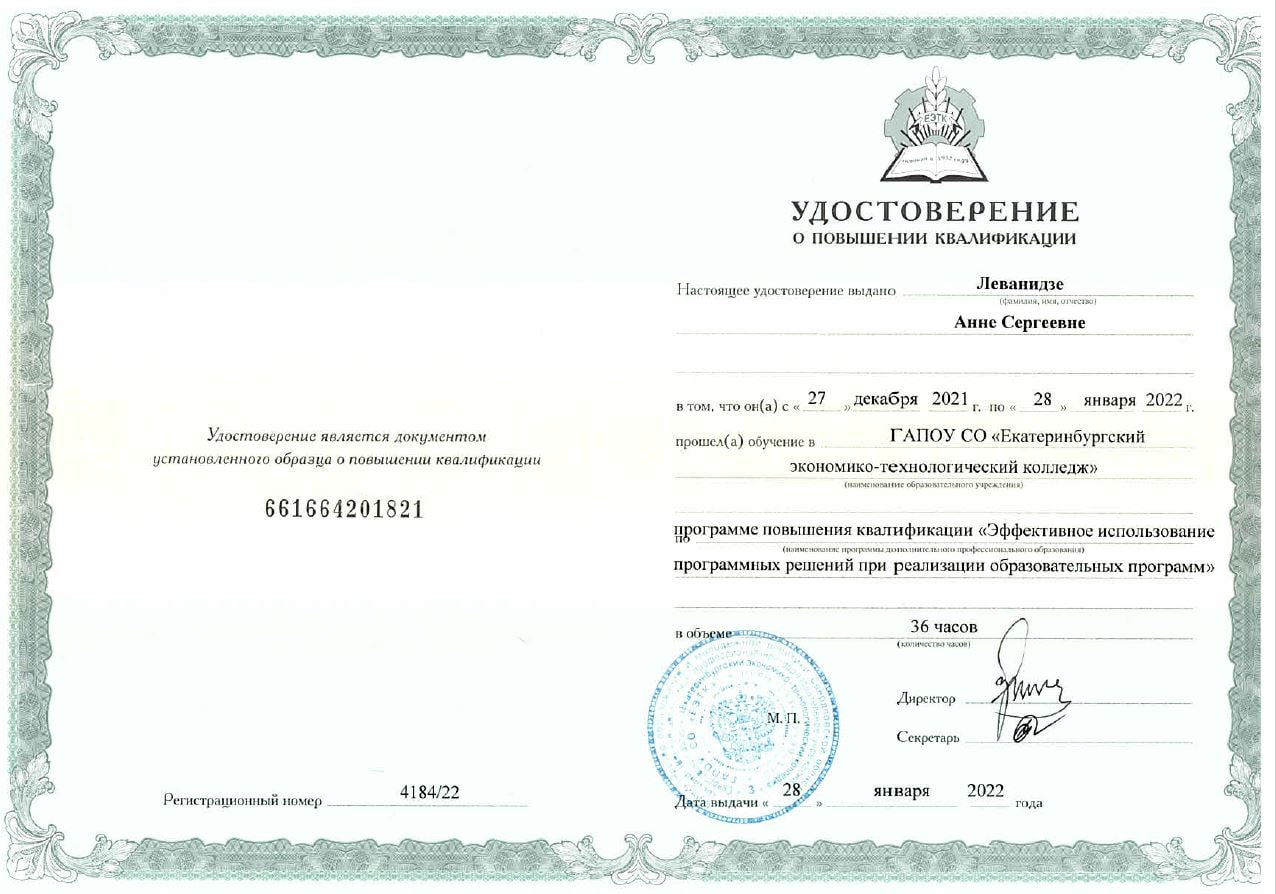 Удостоверение является документом
установленного образца о повышении квалификации
661664201821
Регистрационный номер 4184/22
ЕЭТК
УДОСТОВЕРЕНИЕ
О ПОВЫШЕНИИ КВАЛИФИКАЦИИ
Настоящее удостоверение выдано Леванидзе
(фамилия, имя, отчество)
Анне Сергеевне
в том, что он(а) с « 27 » декабря 2021 г. по « 28 » января 2022 г.
прошел(а) обучение в ГАПОУ СО «Екатеринбургский
экономико-технологический колледж»
(наименование образовательного учреждения)
по программе повышения квалификации «Эффективное использование
(наименование программы дополнительного профессионального образования)
программных решений при реализации образовательных программ»
в объеме 36 часов
(количество часов)
Директор
М. П.
Секретарь
Дата выдачи « 28 » января 2022 года